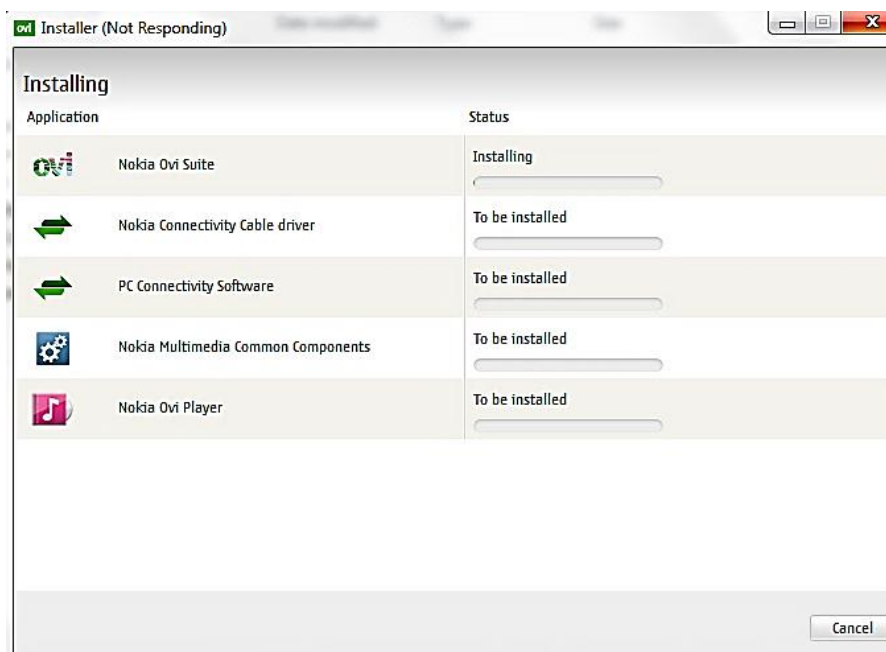 ovi Installer (Not Responding)
Installing
Application Status
ovi Nokia Ovi Suite Installing
Nokia Connectivity Cable driver To be installed
PC Connectivity Software To be installed
Nokia Multimedia Common Components To be installed
Nokia Ovi Player To be installed
Cancel